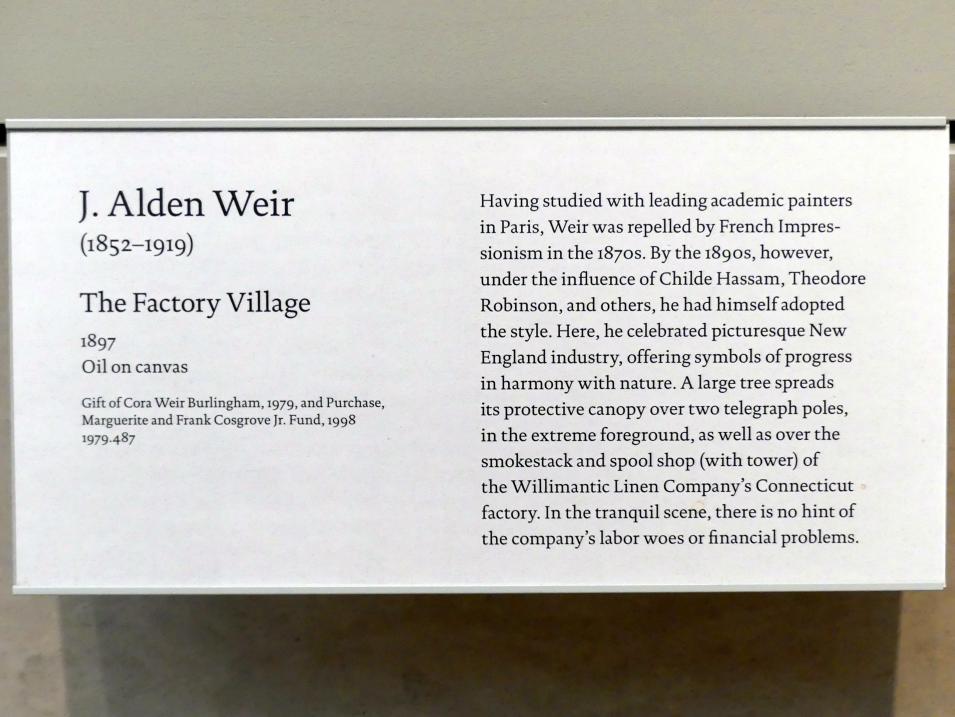 J. Alden Weir
(1852–1919)
The Factory Village
1897
Oil on canvas
Gift of Cora Weir Burlingham, 1979, and Purchase,
Marguerite and Frank Cosgrove Jr. Fund, 1998
1979.487
Having studied with leading academic painters
in Paris, Weir was repelled by French Impres-
sionism in the 1870s. By the 1890s, however,
under the influence of Childe Hassam, Theodore
Robinson, and others, he had himself adopted
the style. Here, he celebrated picturesque New
England industry, offering symbols of progress
in harmony with nature. A large tree spreads
its protective canopy over two telegraph poles,
in the extreme foreground, as well as over the
smokestack and spool shop (with tower) of
the Willimantic Linen Company’s Connecticut
factory. In the tranquil scene, there is no hint of
the company’s labor woes or financial problems.